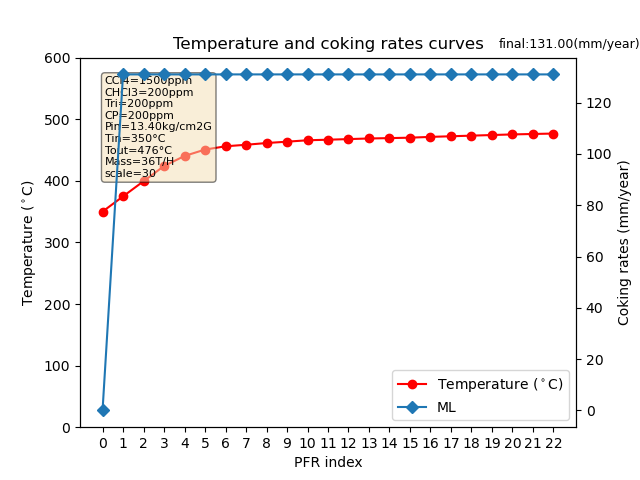 Temperature and coking rates curves
final:131.00(mm/year)
CCl4=1500ppm
CHCl3=200ppm
Tri=200ppm
CP=200ppm
Pin=13.40kg/cm2G
Tin=350°C
Tout=476°C
Mass=36T/H
scale=30
600
500
400
300
200
100
0
Temperature (°C)
120
100
80
60
40
20
0
Coking rates (mm/year)
Temperature (°C)
ML
0 1 2 3 4 5 6 7 8 9 10 11 12 13 14 15 16 17 18 19 20 21 22
PFR index